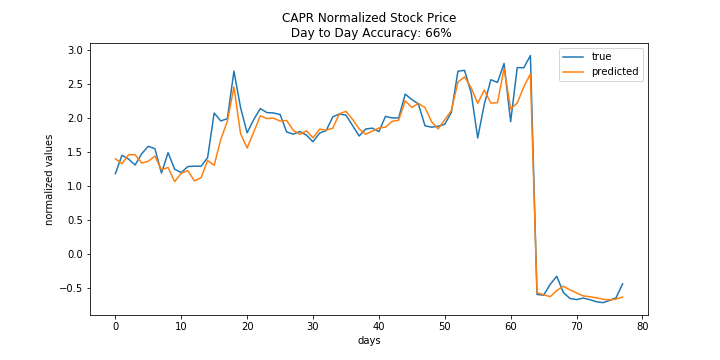 CAPR Normalized Stock Price
Day to Day Accuracy: 66%
true
predicted
normalized values
3.0
2.5
2.0
1.5
1.0
0.5
0.0
−0.5
0 10 20 30 40 50 60 70 80
days